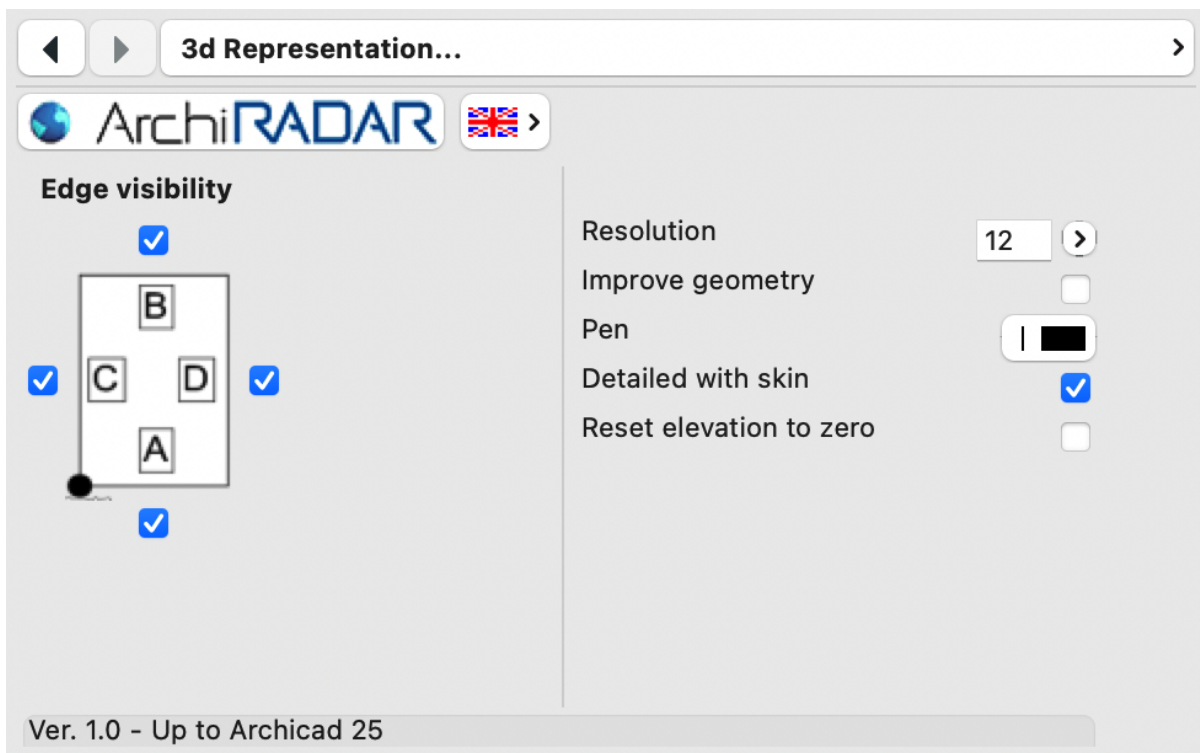 3d Representation...
ArchiRADAR
Edge visibility
B
C D
A
Resolution 12
Improve geometry
Pen
Detailed with skin
Reset elevation to zero
Ver. 1.0 - Up to Archicad 25